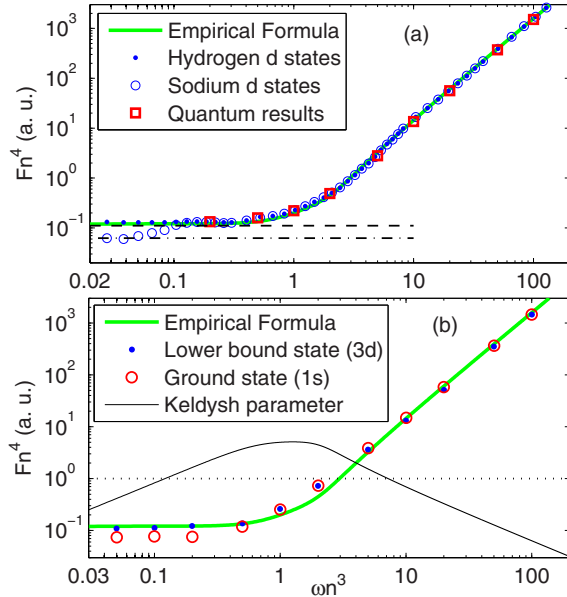 (a)
Empirical Formula
Hydrogen d states
Sodium d states
Quantum results
Fn⁴ (a. u.)
10³
10²
10¹
10⁰
10⁻¹
0.02 0.1 1 10 100
(b)
Empirical Formula
Lower bound state (3d)
Ground state (1s)
Keldysh parameter
Fn⁴ (a. u.)
10³
10²
10¹
10⁰
10⁻¹
0.03 0.1 1 10 100
ωn³